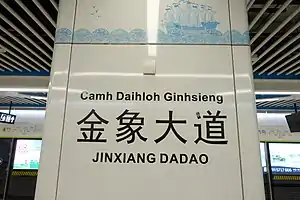 Camh Daihloh Ginhsieng
金象大道
JINXIANG DADAO